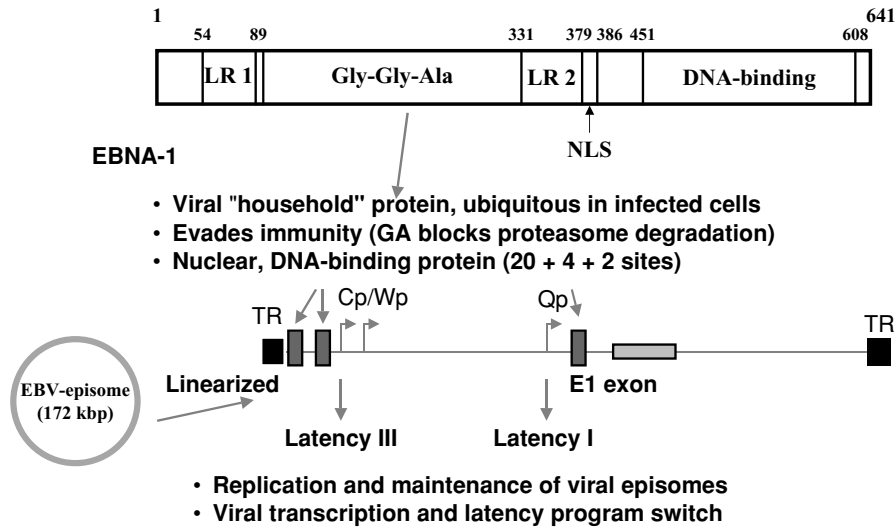 1 641
54 89 331 379 386 451 608
LR 1 Gly-Gly-Ala LR 2 DNA-binding
NLS
EBNA-1
• Viral "household" protein, ubiquitous in infected cells
• Evades immunity (GA blocks proteasome degradation)
• Nuclear, DNA-binding protein (20 + 4 + 2 sites)
Cp/Wp Qp
TR TR
Linearized E1 exon
EBV-episome
(172 kbp)
Latency III Latency I
• Replication and maintenance of viral episomes
• Viral transcription and latency program switch